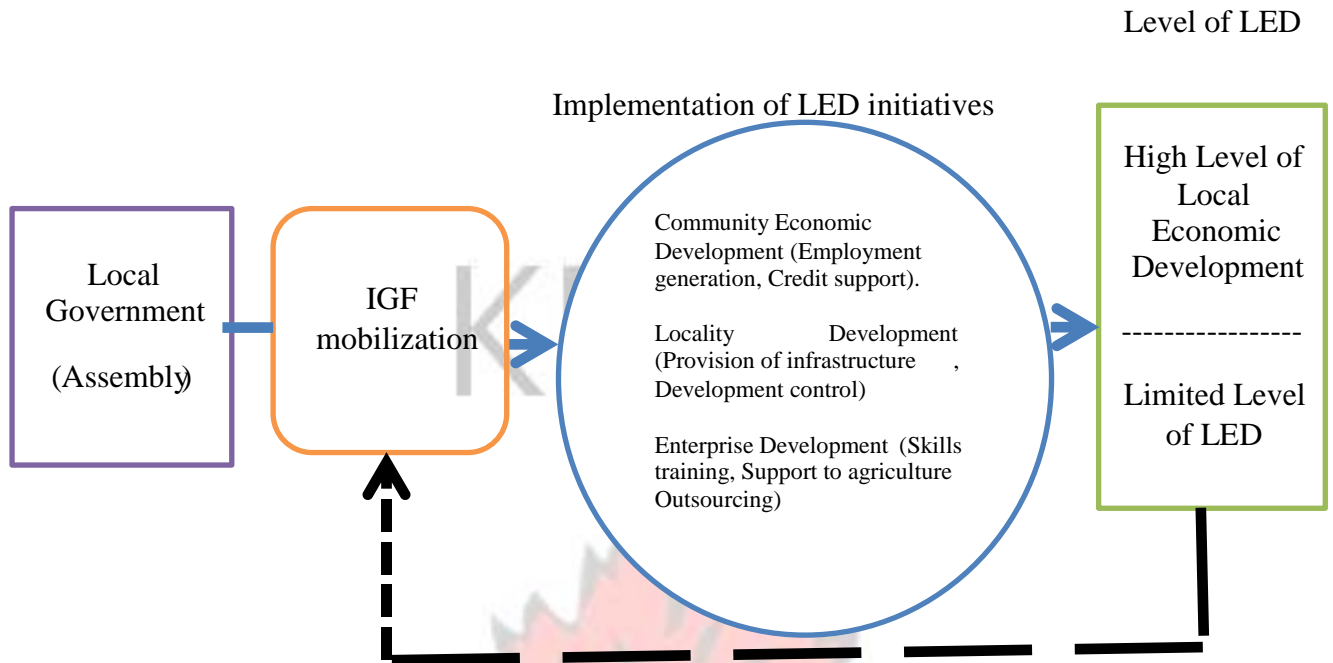 Level of LED
Implementation of LED initiatives
Local
Government
(Assembly)
IGF
mobilization
Community Economic
Development (Employment
generation, Credit support).
Locality Development
(Provision of infrastructure ,
Development control)
Enterprise Development (Skills
training, Support to agriculture
Outsourcing)
High Level of
Local
Economic
Development
------------------
Limited Level
of LED